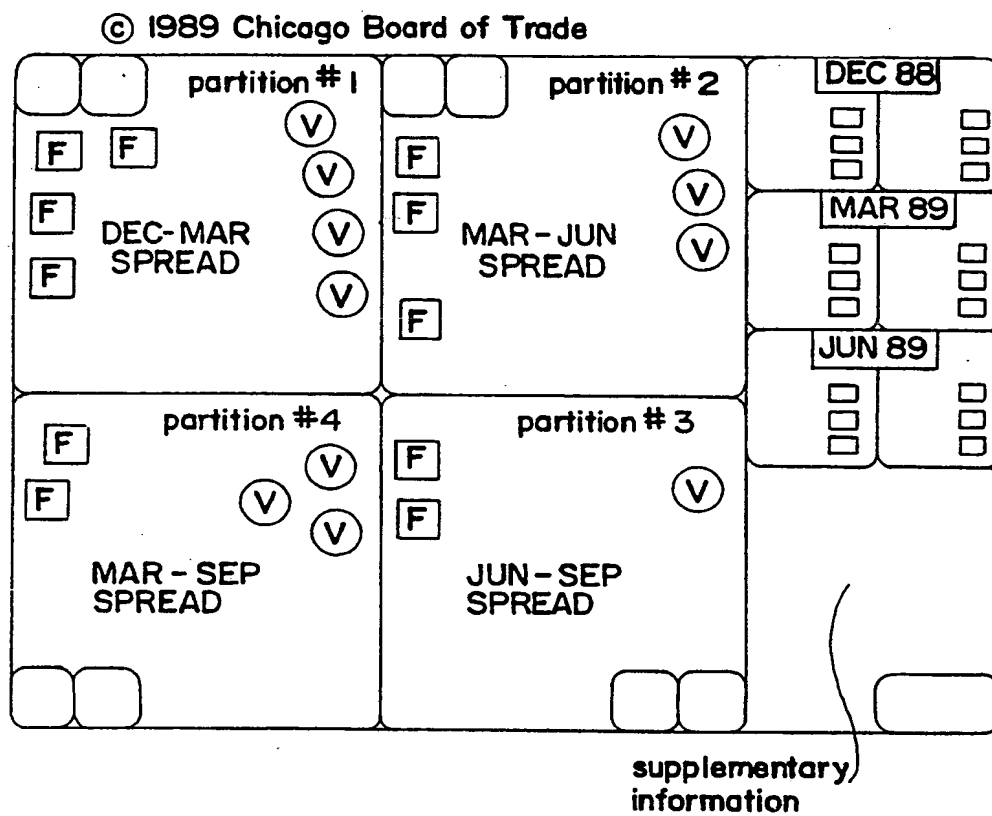 © 1989 Chicago Board of Trade
partition #1
F F V
V
F V
DEC-MAR
SPREAD
F V
partition #2
V
F
V
F
MAR-JUN V
SPREAD
F
DEC 88
MAR 89
JUN 89
partition #4
F
V
F V
V
MAR-SEP
SPREAD
partition #3
F
V
F
JUN-SEP
SPREAD
supplementary
information